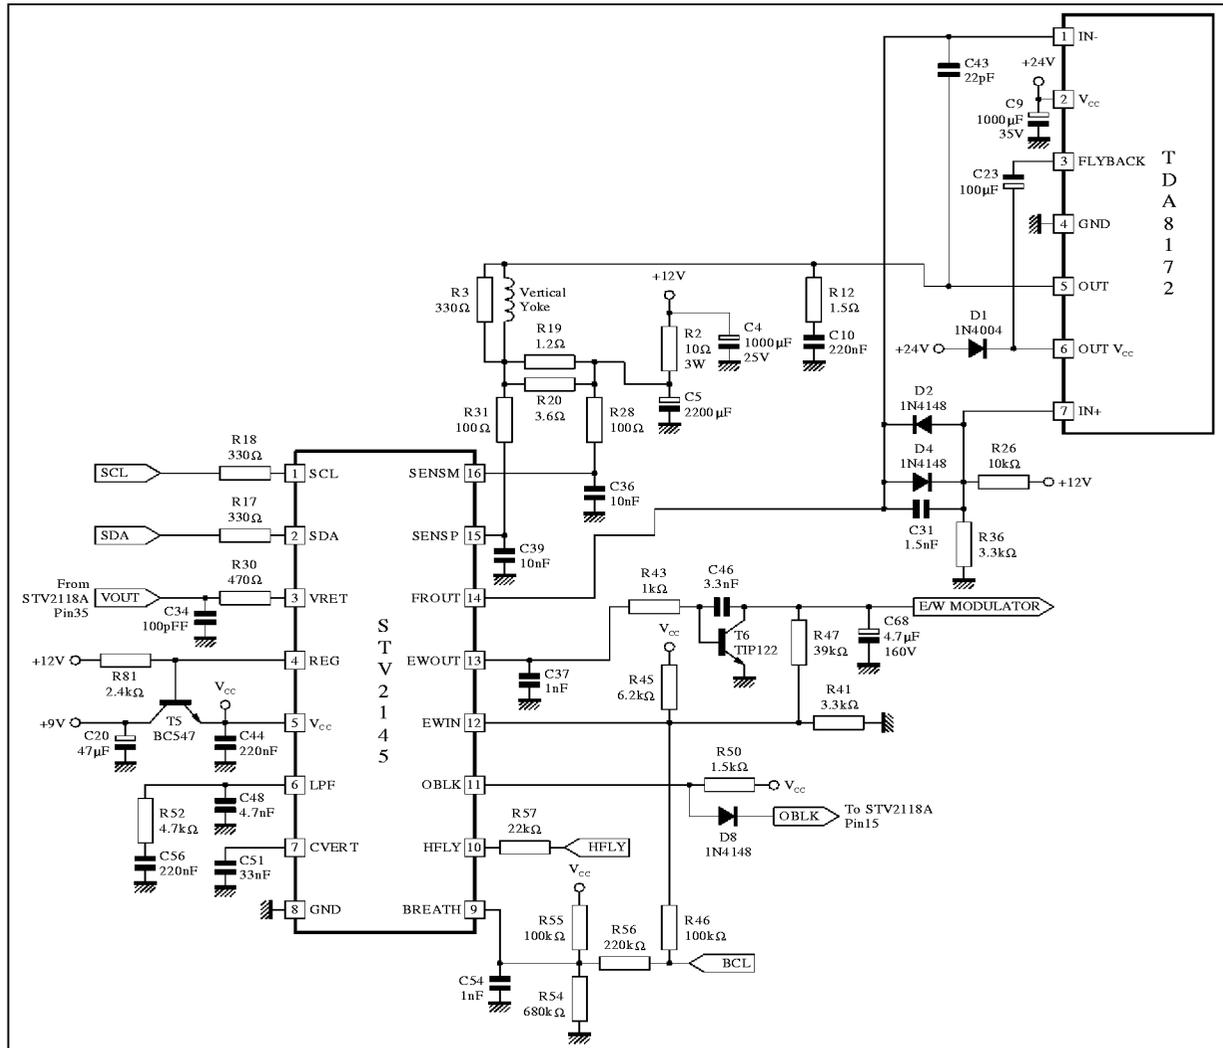 1 IN-
C43
22pF
+24V
C9
1000µF
35V
2 VCC
3 FLYBACK
C23
100µF
4 GND
TDA8172
5 OUT
D1
1N4004
+24V
6 OUT VCC
7 IN+
D2
1N4148
D4
1N4148
C31
1.5nF
R26
10kΩ
+12V
R36
3.3kΩ
R3
330Ω
Vertical
Yoke
R19
1.2Ω
R20
3.6Ω
+12V
R2
10Ω
3W
C4
1000µF
25V
C5
2200µF
R12
1.5Ω
C10
220nF
R31
100Ω
R28
100Ω
C36
10nF
C39
10nF
SCL
R18
330Ω
1 SCL
SDA
R17
330Ω
2 SDA
From
STV2118A
Pin35
VOUT
R30
470Ω
C34
100pFF
3 VRET
+12V
R81
2.4kΩ
4 REG
+9V
T5
BC547
VCC
C20
47µF
C44
220nF
5 VCC
6 LPF
R52
4.7kΩ
C48
4.7nF
C56
220nF
7 CVERT
C51
33nF
8 GND
STV2145
SENSM 16
SENSP 15
FROUT 14
EWOUT 13
EWIN 12
OBLK 11
HFLY 10
BREATH 9
R43
1kΩ
C46
3.3nF
E/W MODULATOR
T6
TIP122
R47
39kΩ
C68
4.7µF
160V
C37
1nF
VCC
R45
6.2kΩ
R41
3.3kΩ
R50
1.5kΩ
VCC
D8
1N4148
OBLK
To STV2118A
Pin15
R57
22kΩ
HFLY
VCC
R55
100kΩ
R56
220kΩ
R46
100kΩ
BCL
C54
1nF
R54
680kΩ